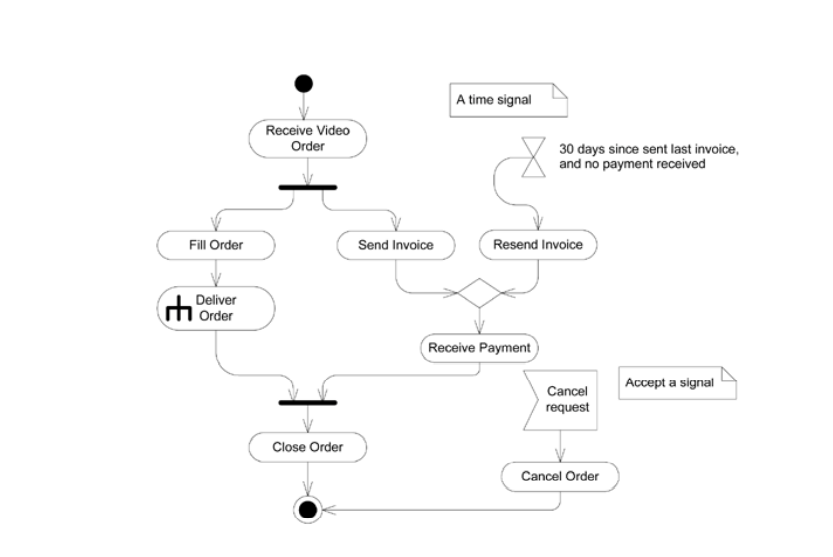 A time signal
Receive Video
Order
30 days since sent last invoice,
and no payment received
Fill Order
Send Invoice
Resend Invoice
Deliver
Order
Receive Payment
Cancel
request
Accept a signal
Close Order
Cancel Order